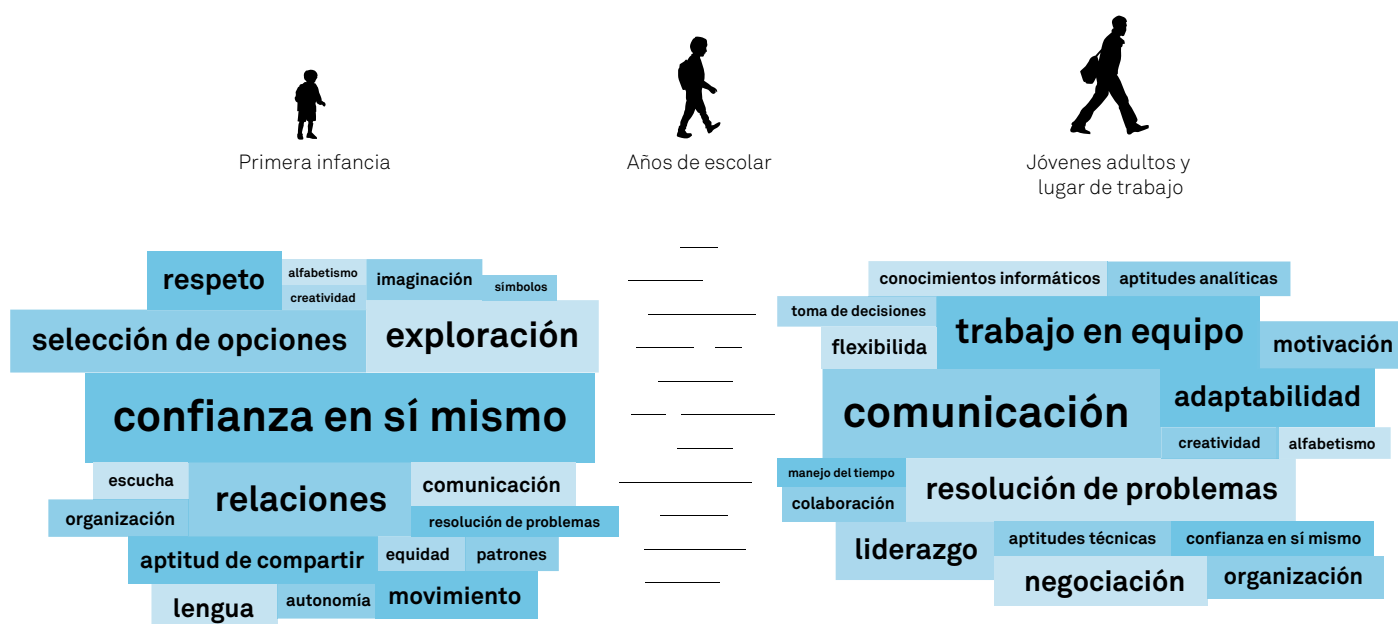 Primera infancia
Años de escolar
Jóvenes adultos y
lugar de trabajo
respeto
alfabetismo
creatividad
imaginación
símbolos
selección de opciones
exploración
confianza en sí mismo
escucha
relaciones
comunicación
organización
resolución de problemas
aptitud de compartir
equidad
patrones
lengua
autonomía
movimiento
conocimientos informáticos
aptitudes analíticas
toma de decisiones
trabajo en equipo
flexibilida
motivación
comunicación
adaptabilidad
creatividad
alfabetismo
manejo del tiempo
colaboración
resolución de problemas
liderazgo
aptitudes técnicas
confianza en sí mismo
negociación
organización